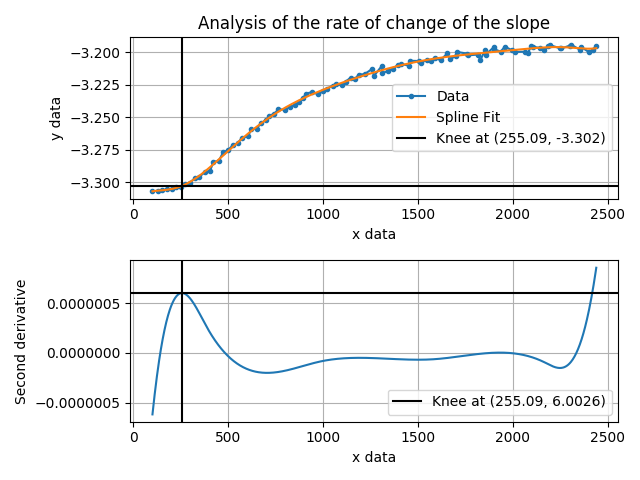 Analysis of the rate of change of the slope
y data
−3.200
−3.225
−3.250
−3.275
−3.300
Data
Spline Fit
Knee at (255.09, -3.302)
0
500
1000
1500
2000
2500
x data
Second derivative
0.0000005
0.0000000
−0.0000005
Knee at (255.09, 6.0026)
0
500
1000
1500
2000
2500
x data